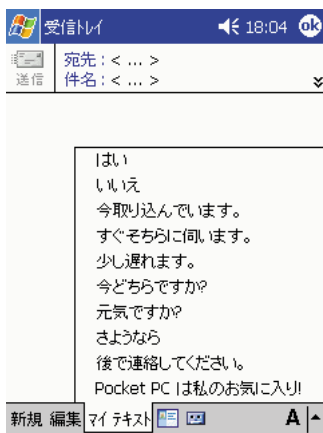 受信トレイ 18:04 ok
送信
宛先：< ... >
件名：< ... >
はい
いいえ
今取り込んでいます。
すぐそちらに伺います。
少し遅れます。
今どちらですか?
元気ですか?
さようなら
後で連絡してください。
Pocket PC は私のお気に入り!
新規 編集 マイ テキスト A